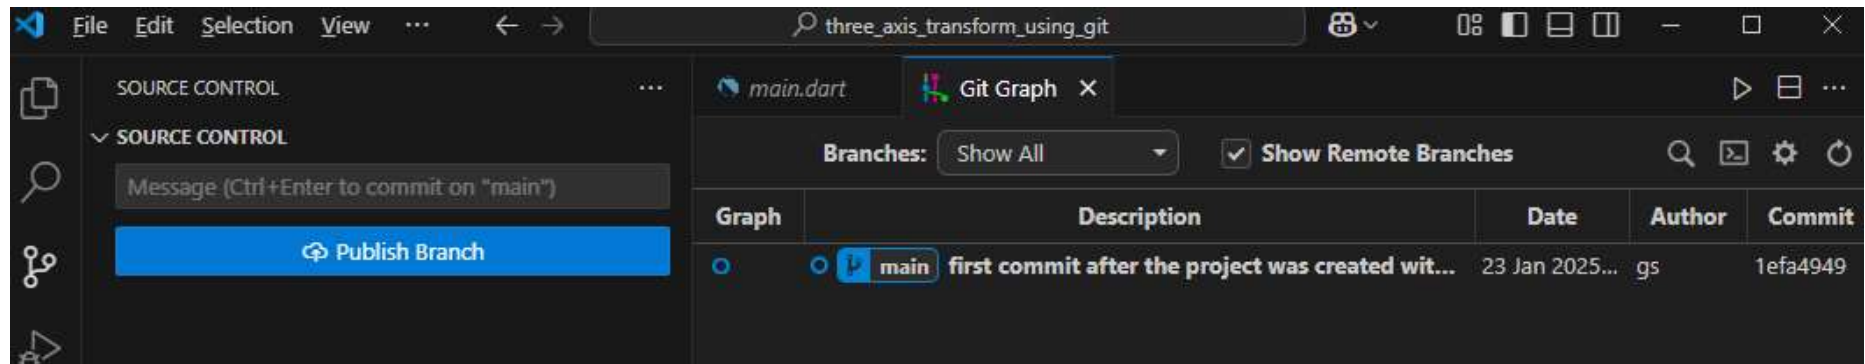 File Edit Selection View ··· three_axis_transform_using_git
SOURCE CONTROL ··· main.dart Git Graph
SOURCE CONTROL
Branches: Show All Show Remote Branches
Message (Ctrl+Enter to commit on "main")
Graph Description Date Author Commit
Publish Branch
main first commit after the project was created wit... 23 Jan 2025... gs 1efa4949